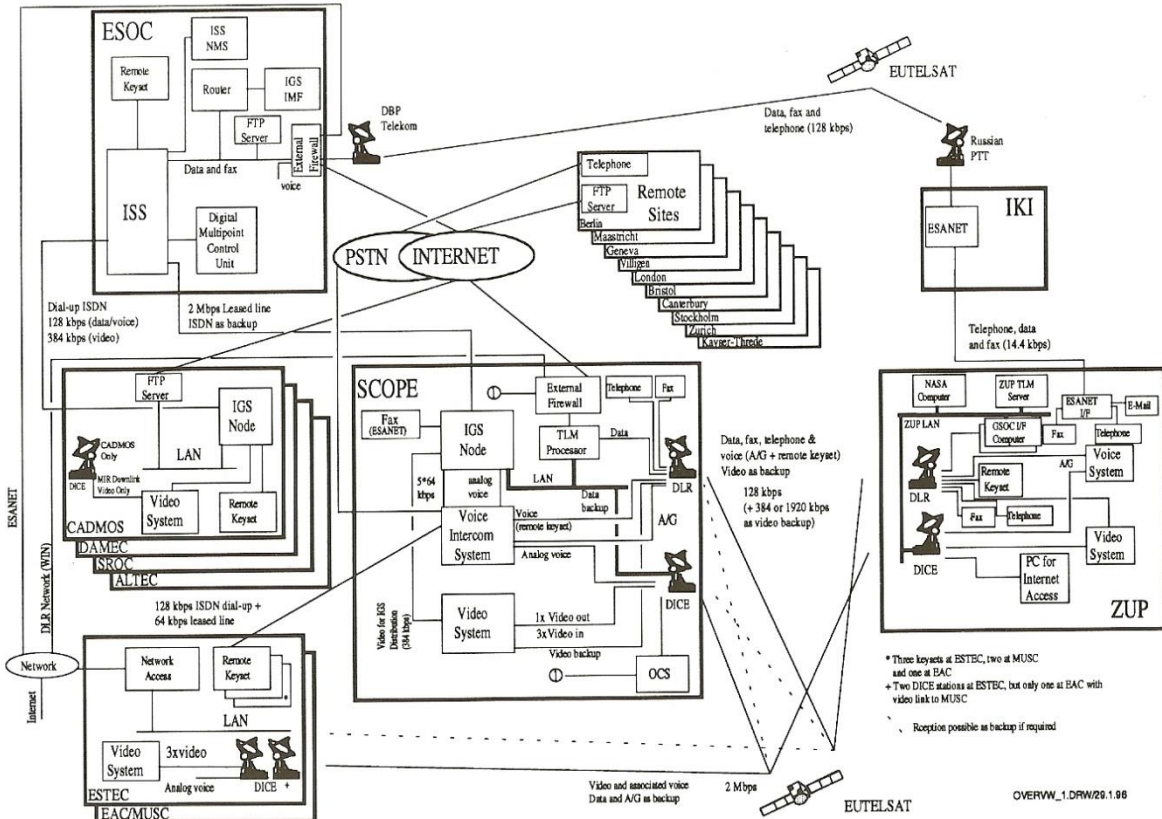 ESOC
ISS
NMS
Remote
Keyset
Router
IGS
IMF
FTP
Server
External
Firewall
Data and fax
voice
ISS
Digital
Multipoint
Control
Unit
DBP
Telekom
EUTELSAT
Data, fax and
telephone (128 kbps)
Russian
PTT
IKI
ESANET
Telephone, data
and fax (14.4 kbps)
Telephone
FTP
Server
Remote
Sites
Berlin
Maastricht
Geneva
Villigen
London
Bristol
Canterbury
Stockholm
Zurich
Kayser-Threde
PSTN
INTERNET
Dial-up ISDN
128 kbps (data/voice)
384 kbps (video)
2 Mbps Leased line
ISDN as backup
FTP
Server
IGS
Node
CADMOS
Only
LAN
DICE
MIR Downlink
Video Only
Video
System
Remote
Keyset
CADMOS
DAMEC
SROC
ALTEC
ESANET
DLR Network (WIN)
128 kbps ISDN dial-up +
64 kbps leased line
Network
Internet
Network
Access
Remote
Keyset
*
LAN
Video
System
3xvideo
Analog voice
DICE +
ESTEC
EAC/MUSC
SCOPE
External
Firewall
Telephone
Fax
Fax
(ESANET)
IGS
Node
TLM
Processor
Data
LAN
5*64
kbps
analog
voice
Data
backup
DLR
Voice
Intercom
System
Voice
(remote keyset)
A/G
Analog voice
DICE
Video for IGS
Distribution
(384 kbps)
Video
System
1x Video out
3xVideo in
Video backup
OCS
Data, fax, telephone &
voice (A/G + remote keyset)
Video as backup
128 kbps
(+ 384 or 1920 kbps
as video backup)
NASA
Computer
ZUP TLM
Server
ESANET
I/F
E-Mail
ZUP LAN
GSOC I/F
Computer
Fax
Telephone
A/G
Voice
System
DLR
Remote
Keyset
Fax
Telephone
Video
System
DICE
PC for
Internet
Access
ZUP
* Three keysets at ESTEC, two at MUSC
and one at EAC
+ Two DICE stations at ESTEC, but only one at EAC with
video link to MUSC
Rception possible as backup if required
Video and associated voice
Data and A/G as backup
2 Mbps
EUTELSAT
OVERVW_1.DRW/29.1.96